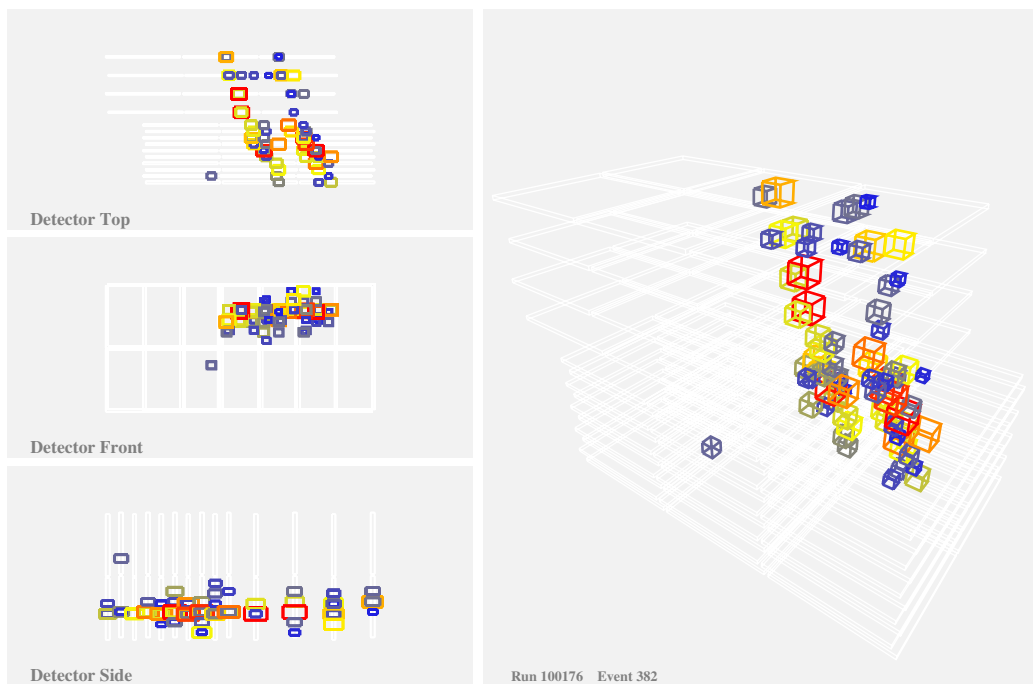 Detector Top
Detector Front
Detector Side
Run 100176 Event 382